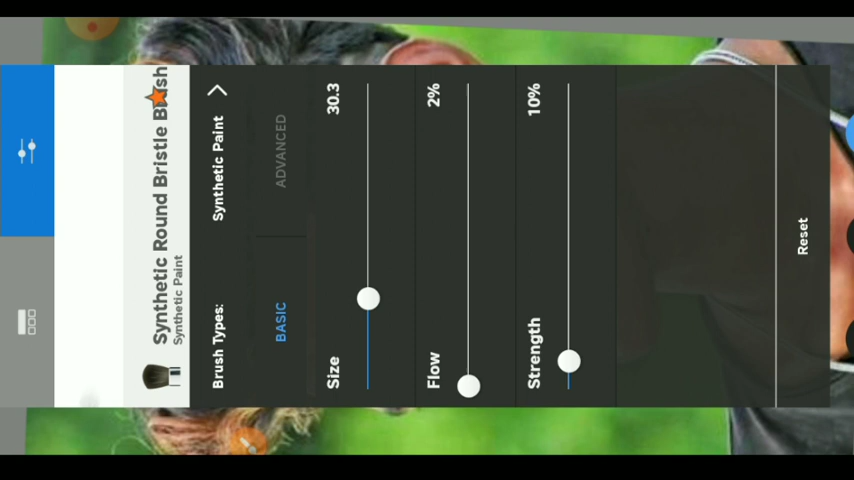 Synthetic Round Bristle B sh
Synthetic Paint
Brush Types:
Synthetic Paint
BASIC
ADVANCED
Size
30.3
Flow
2%
Strength
10%
Reset